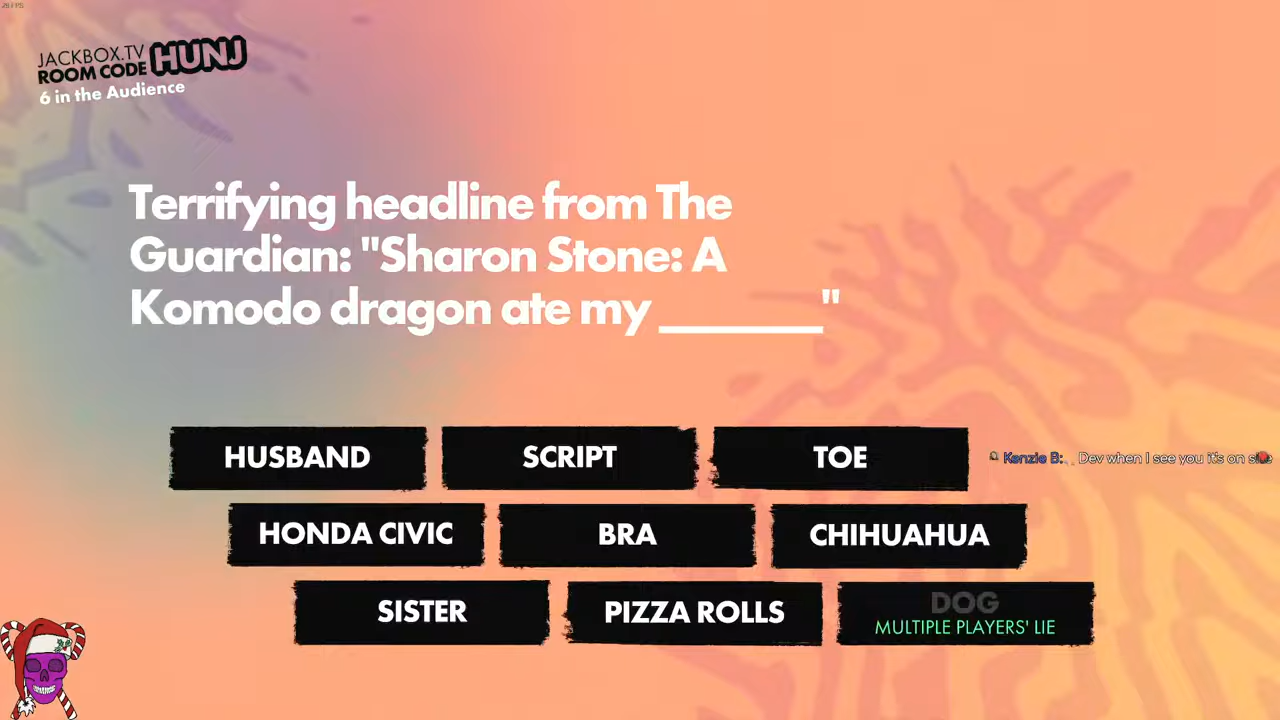 JACKBOX.TV
ROOM CODE HUNJ
6 in the Audience
Terrifying headline from The
Guardian: "Sharon Stone: A
Komodo dragon ate my ______"
HUSBAND
SCRIPT
TOE
Kenzie B: Dev when I see you it's on site
HONDA CIVIC
BRA
CHIHUAHUA
SISTER
PIZZA ROLLS
DOG
MULTIPLE PLAYERS' LIE